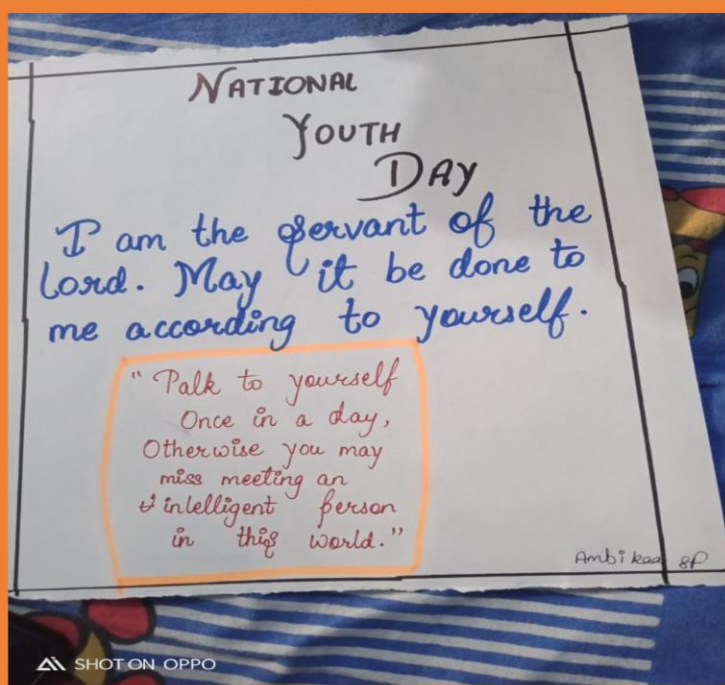 NATIONAL
YOUTH
DAY
I am the servant of the
Lord. May it be done to
me according to yourself.
"Palk to yourself
Once in a day,
Otherwise you may
miss meeting an
intelligent person
in this world."
Ambikaa 8P
SHOT ON OPPO